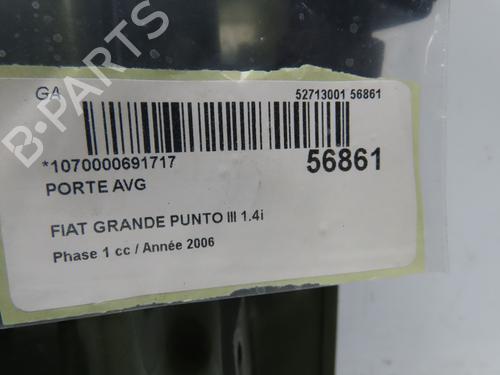 GA
52713001 56861
*1070000691717
56861
PORTE AVG
FIAT GRANDE PUNTO III 1.4i
Phase 1 cc / Année 2006
B-PARTS